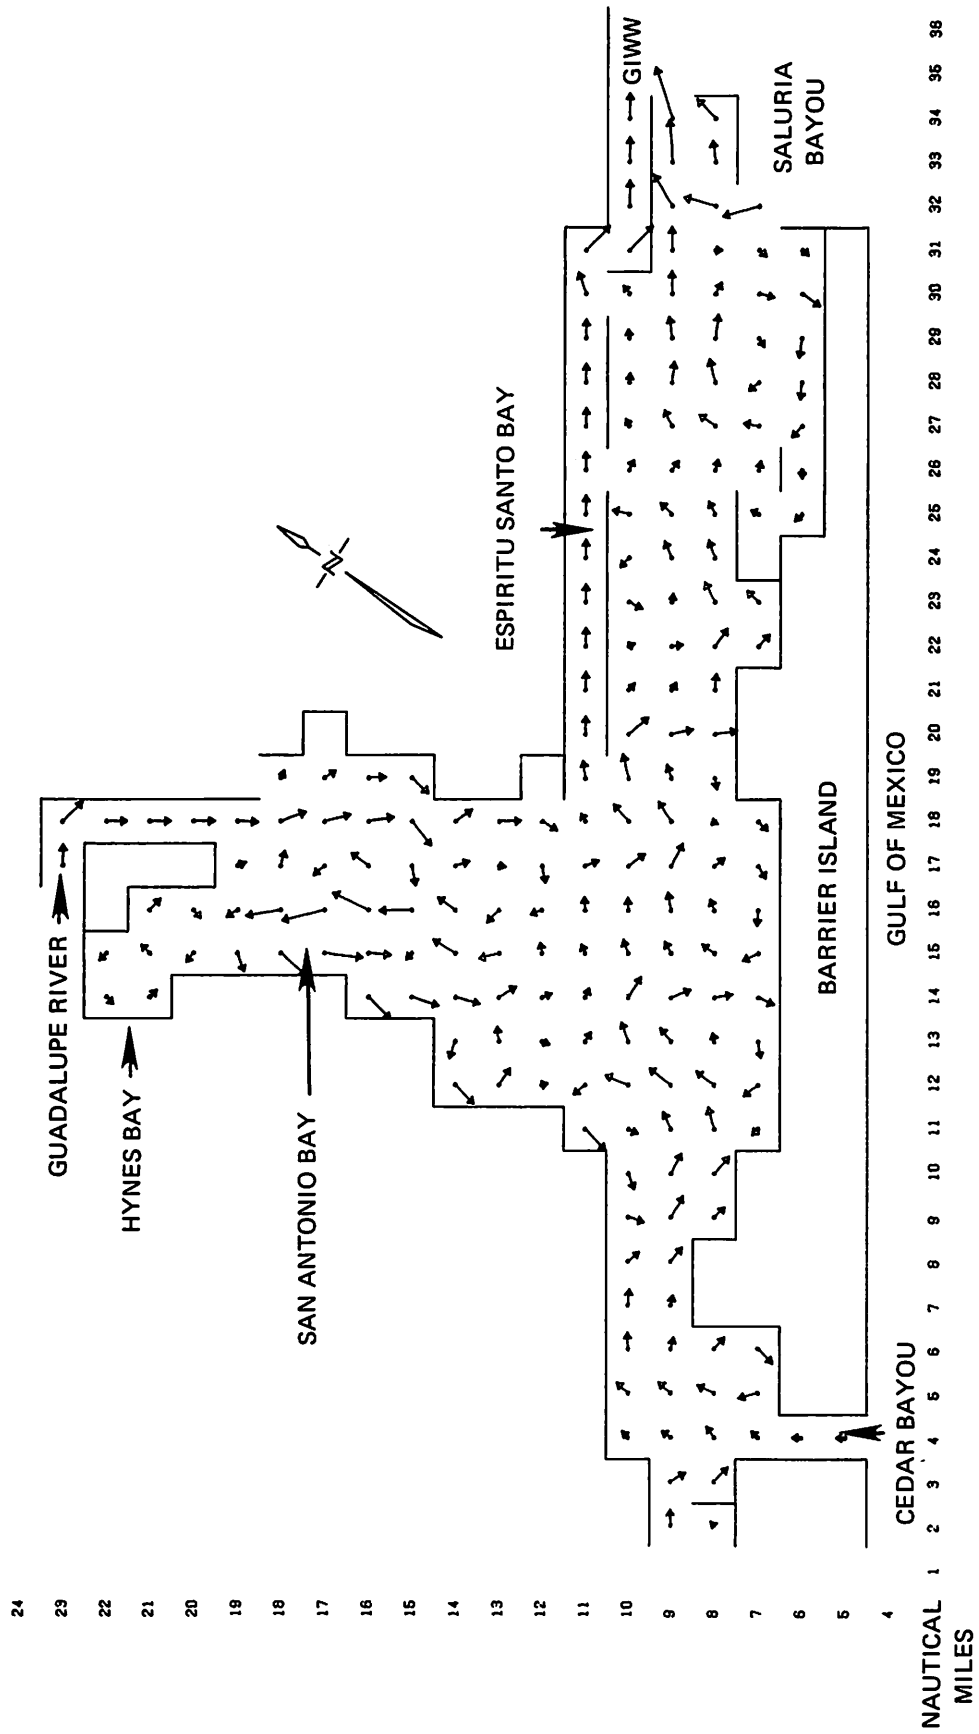 24
23
22
21
20
19
18
17
16
15
14
13
12
11
10
9
8
7
6
5
4
GUADALUPE RIVER
HYNES BAY
SAN ANTONIO BAY
N
ESPIRITU SANTO BAY
GIWW
SALURIA
BAYOU
BARRIER ISLAND
GULF OF MEXICO
CEDAR BAYOU
NAUTICAL
MILES
1 2 3 4 5 6 7 8 9 10 11 12 13 14 15 16 17 18 19 20 21 22 23 24 25 26 27 28 29 30 31 32 33 34 35 36